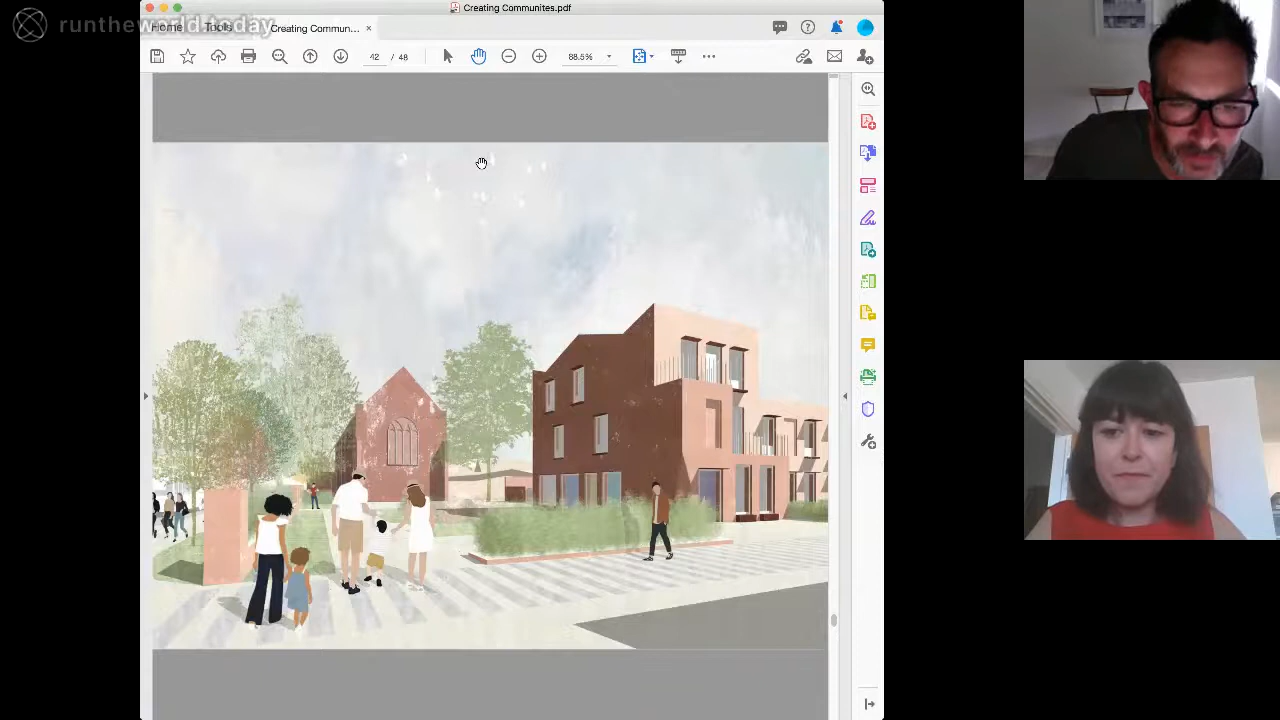 Creating Communites.pdf
runtheworld.today
Home Tools Creating Commun... ×
42 / 48 88.5%